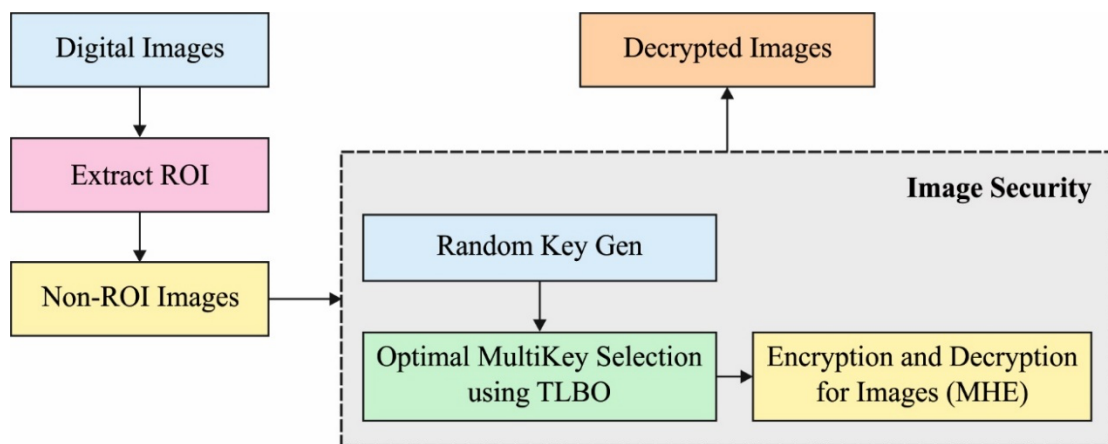 Digital Images
Decrypted Images
Extract ROI
Image Security
Random Key Gen
Non-ROI Images
Optimal MultiKey Selection
using TLBO
Encryption and Decryption
for Images (MHE)